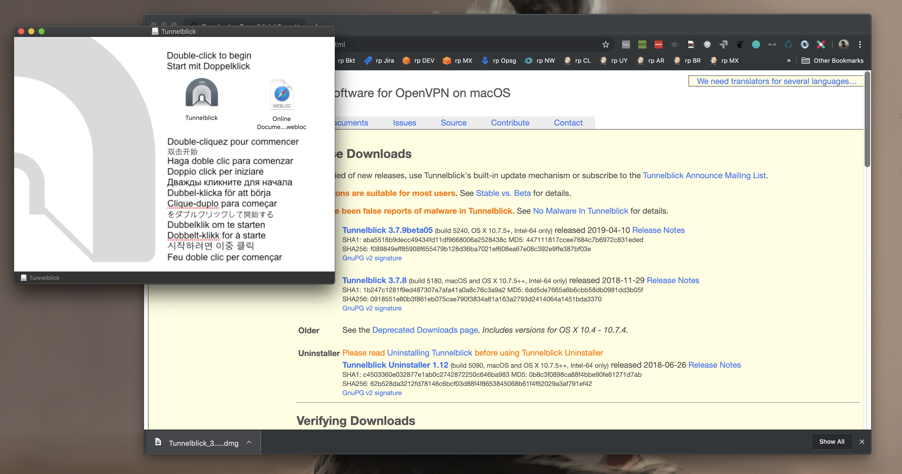 Tunnelblick
Double-click to begin
Start mit Doppelklick
Tunnelblick
WEBLOC
Online
Docume....webloc
Double-cliquez pour commencer
双击开始
Haga doble clic para comenzar
Doppio click per iniziare
Дважды кликните для начала
Dubbel-klicka för att börja
Clique-duplo para começar
をダブルクリックして開始する
Dubbelklik om te starten
Dobbelt-klikk for å starte
시작하려면 이중 클릭
Feu doble clic per començar
Tunnelblick
html
rp Bkt rp Jira rp DEV rp MX rp Opsg rp NW rp CL rp UY rp AR rp BR rp MX » Other Bookmarks
We need translators for several languages…
oftware for OpenVPN on macOS
ocuments Issues Source Contribute Contact
se Downloads
ied of new releases, use Tunnelblick's built-in update mechanism or subscribe to the Tunnelblick Announce Mailing List.
ons are suitable for most users. See Stable vs. Beta for details.
e been false reports of malware in Tunnelblick. See No Malware In Tunnelblick for details.
Tunnelblick 3.7.9beta05 (build 5240, OS X 10.7.5+, Intel-64 only) released 2019-04-10 Release Notes
SHA1: aba5516b9decc49434fd11df9668006a2528438c MD5: 447111817ccee7684c7b6972c831eded
SHA256: f089849eff85908f655479b128d36ba7021ef608ea67e08c392e9ffe387bf03e
GnuPG v2 signature
Tunnelblick 3.7.8 (build 5180, macOS and OS X 10.7.5+, Intel-64 only) released 2018-11-29 Release Notes
SHA1: 1b247c1281f9ed487307a7afa41a0a8c76c3a9a2 MD5: 6dd5de7665a6b6cbb58db0981dd3b05f
SHA256: 0918551e80b3f861eb075cae790f3834a81a163a2793d2414064a1451bda3370
GnuPG v2 signature
Older See the Deprecated Downloads page. Includes versions for OS X 10.4 - 10.7.4.
Uninstaller Please read Uninstalling Tunnelblick before using Tunnelblick Uninstaller
Tunnelblick Uninstaller 1.12 (build 5090, macOS and OS X 10.7.5+, Intel-64 only) released 2018-06-26 Release Notes
SHA1: c4503360e032877e1ab0c2742872250c646ba983 MD5: 0b8c3f0898ca88f4bbe90fe61271d7ab
SHA256: 62b528da3212fd78146c6bcf03d88f4f8653845068b61f4f62029a3af791ef42
GnuPG v2 signature
Verifying Downloads
Tunnelblick_3.....dmg
Show All